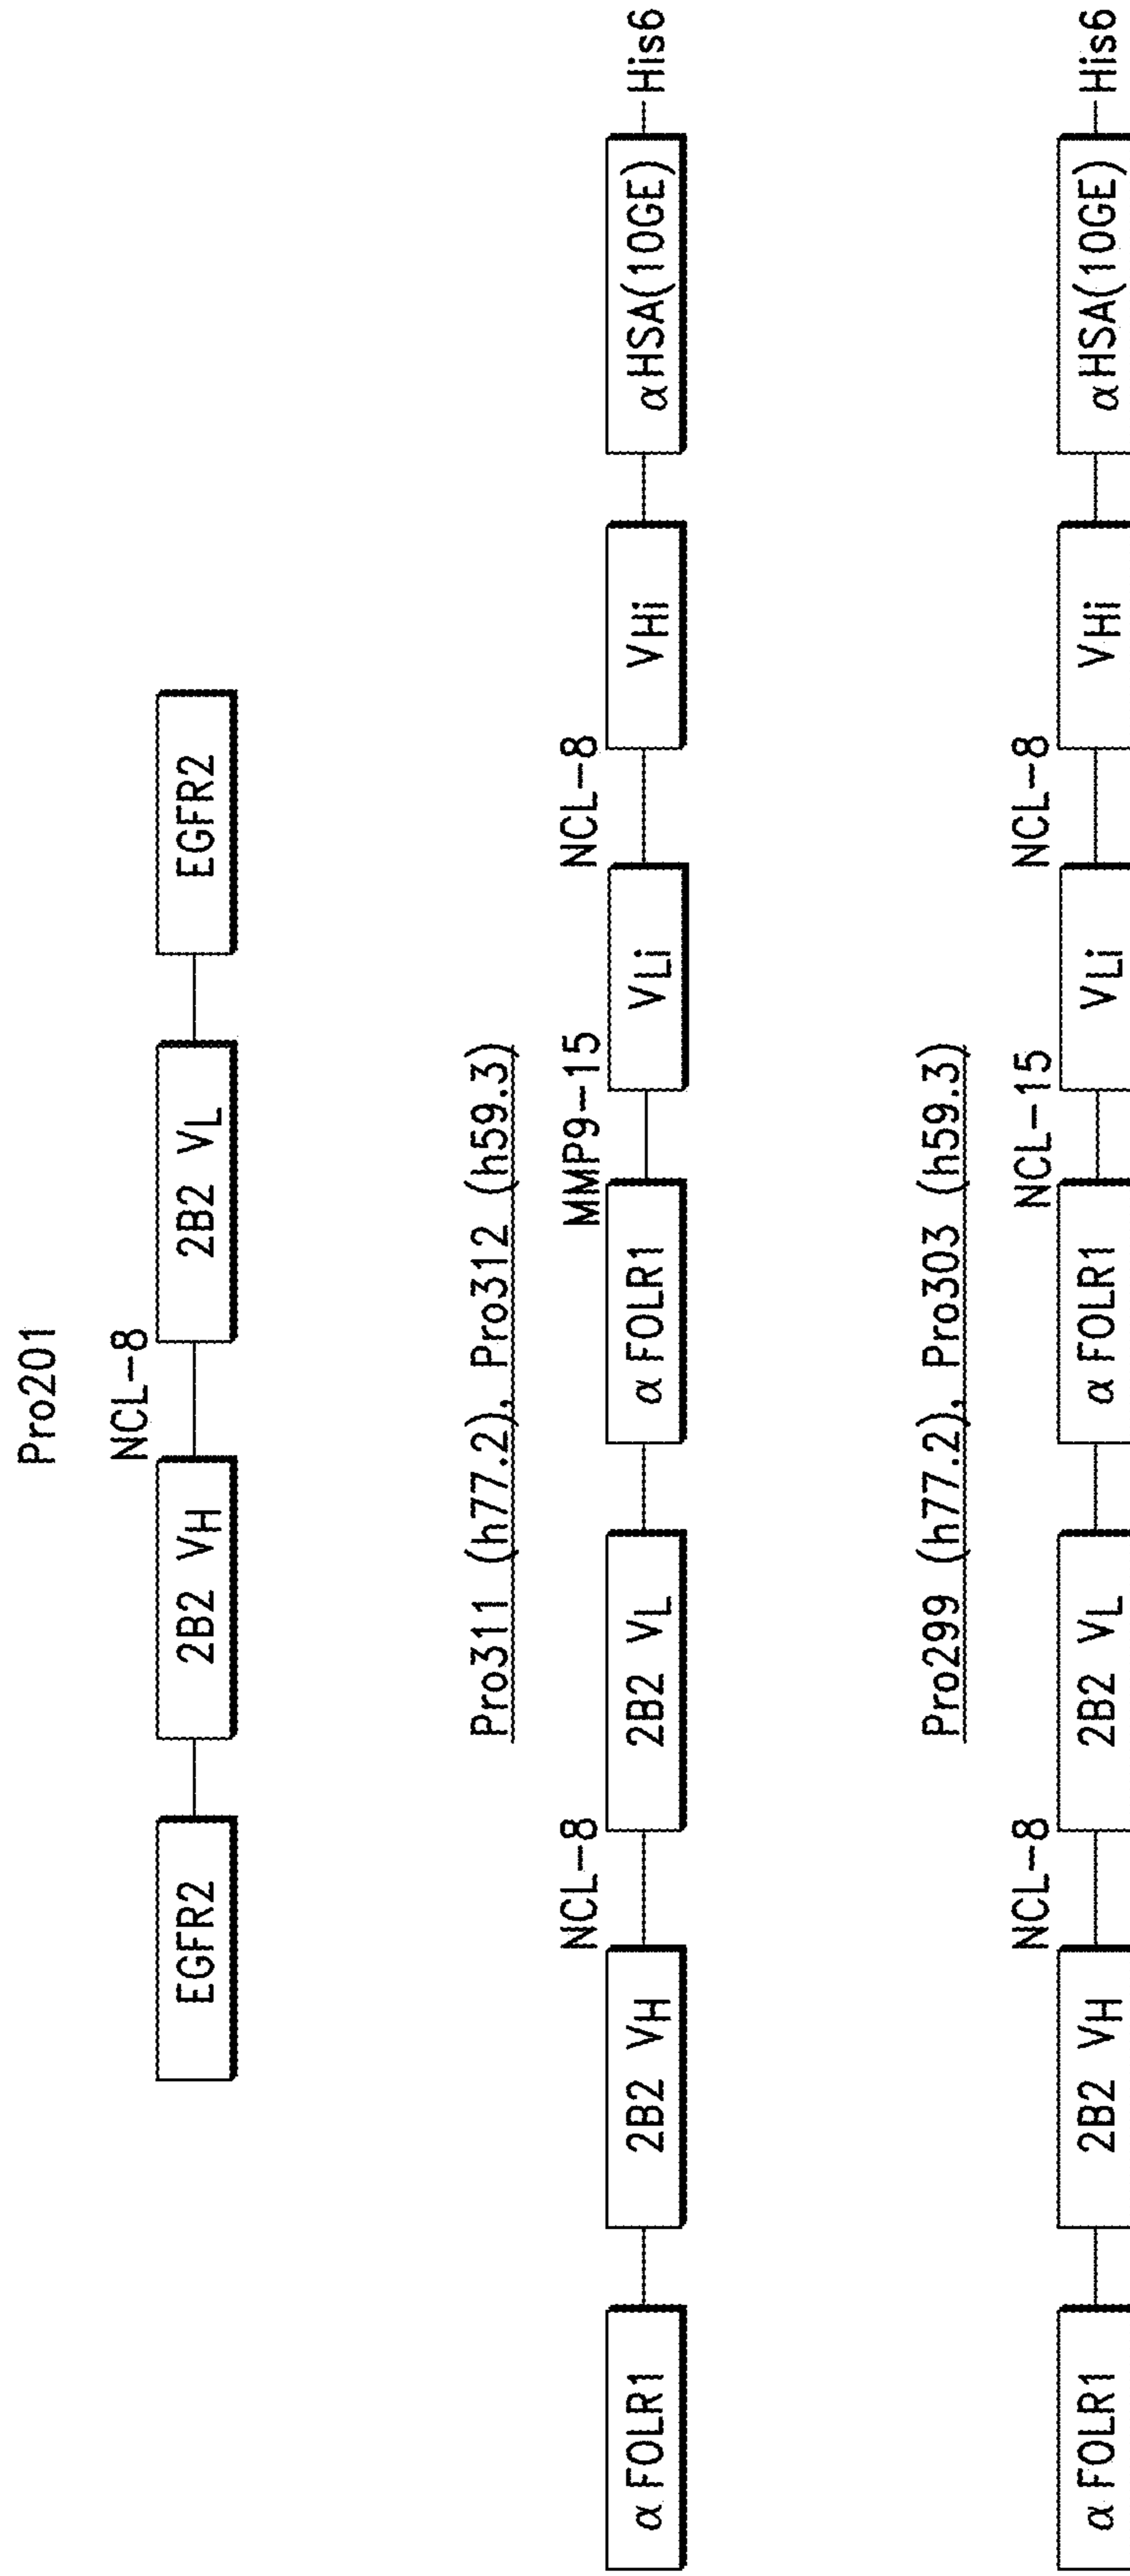 Pro201
NCL-8
EGFR2 2B2 VH 2B2 VL EGFR2
Pro311 (h77.2), Pro312 (h59.3)
NCL-8 MMP9-15 NCL-8
α FOLR1 2B2 VH 2B2 VL α FOLR1 VLi VHi αHSA(10GE) His6
Pro299 (h77.2), Pro303 (h59.3)
NCL-8 NCL-15 NCL-8
α FOLR1 2B2 VH 2B2 VL α FOLR1 VLi VHi αHSA(10GE) His6